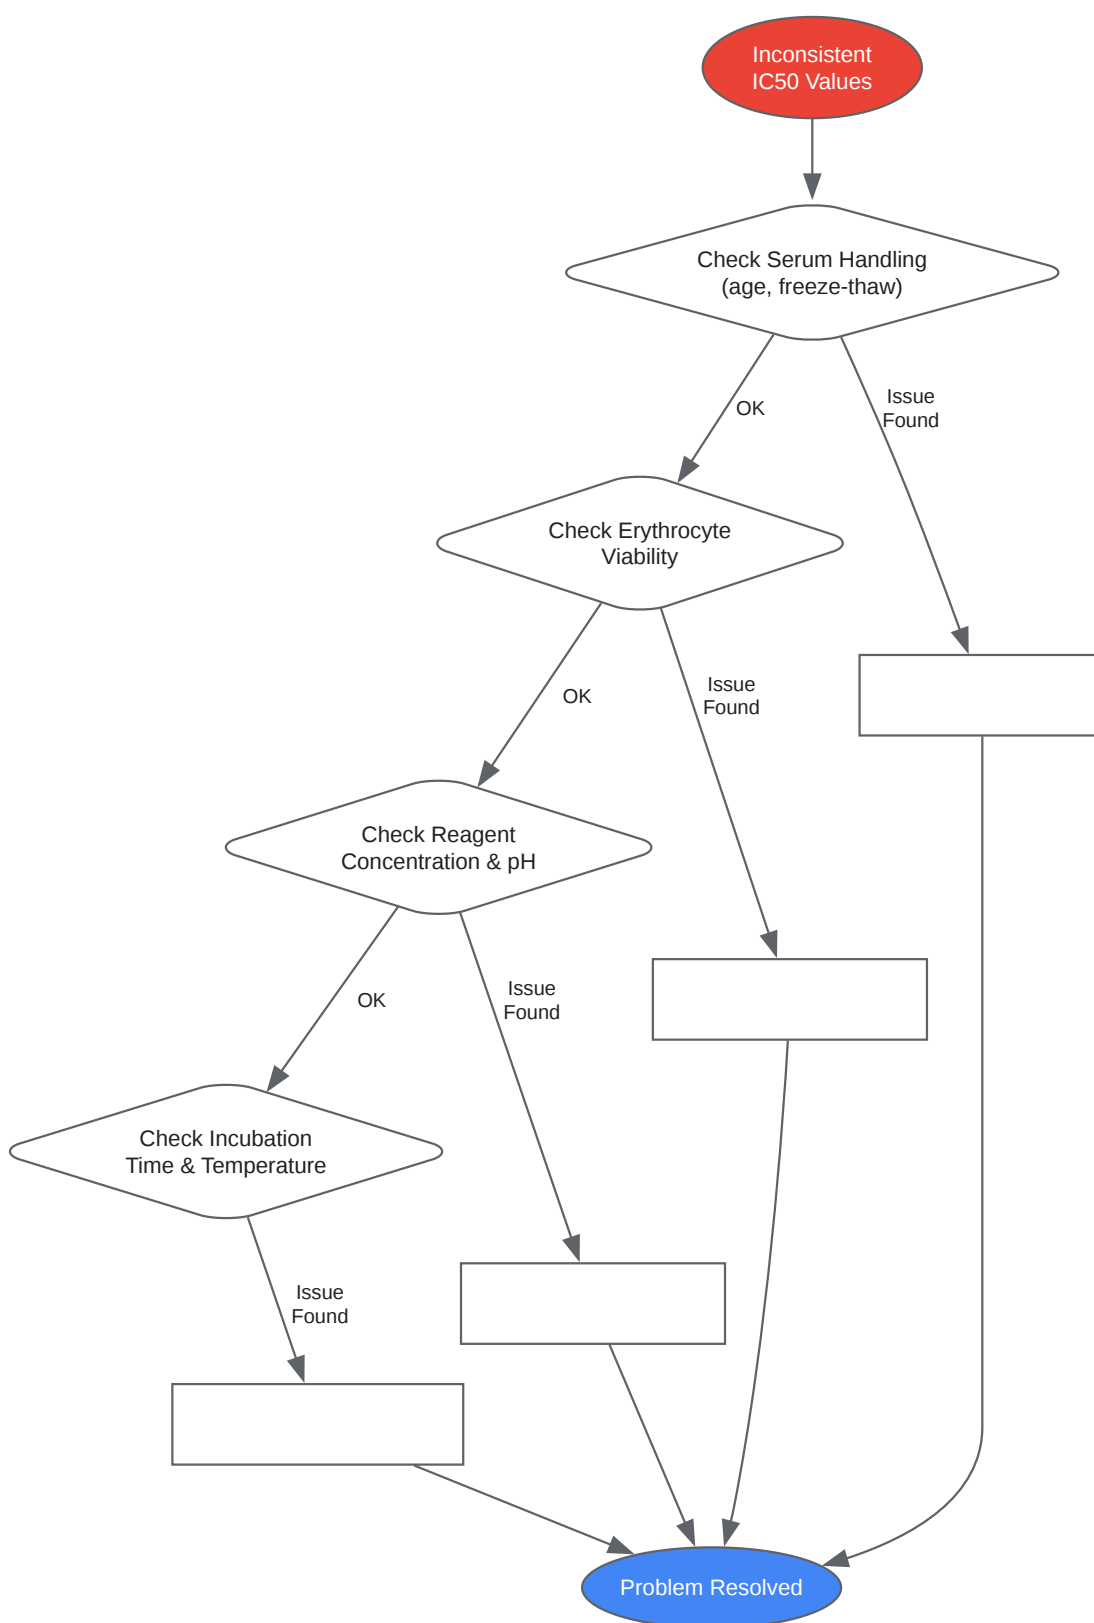 Inconsistent
IC50 Values
Check Serum Handling
(age, freeze-thaw)
OK
Issue
Found
Check Erythrocyte
Viability
OK
Issue
Found
Check Reagent
Concentration & pH
OK
Issue
Found
Check Incubation
Time & Temperature
Issue
Found
Problem Resolved